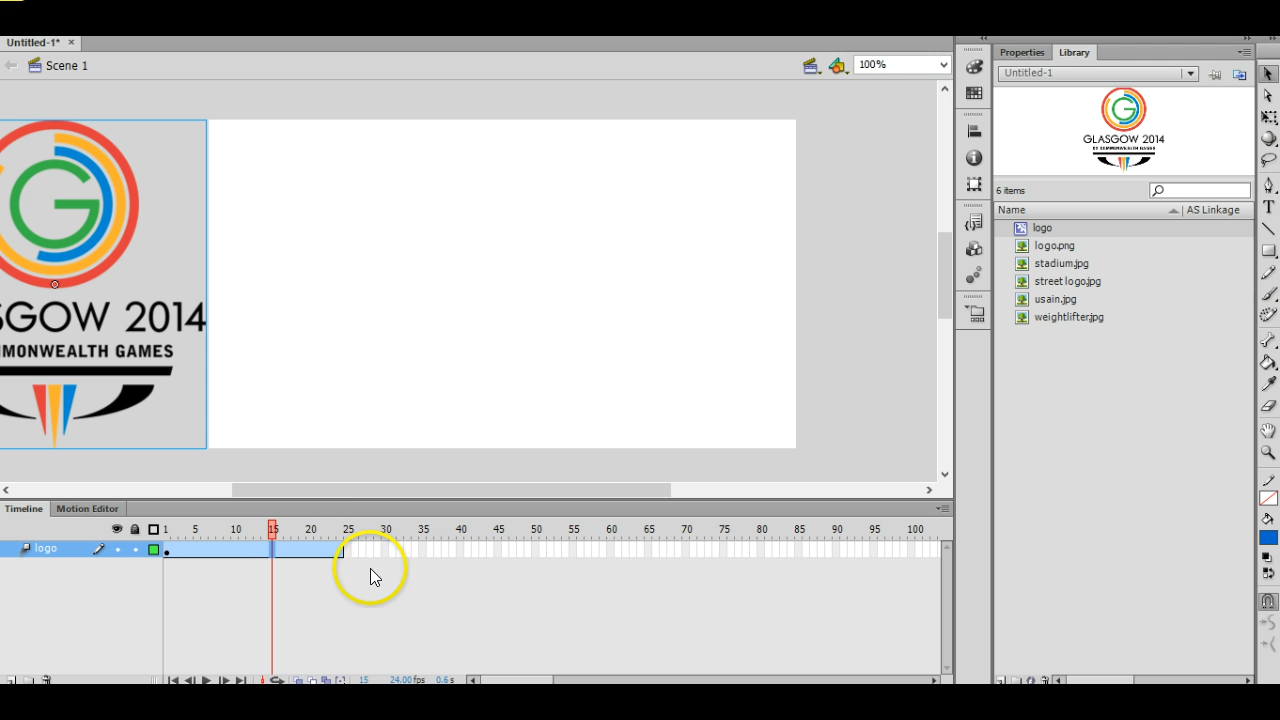 Untitled-1* ×
Scene 1
100%
Properties Library
Untitled-1
GLASGOW 2014
XX COMMONWEALTH GAMES
6 items
Name AS Linkage
logo
logo.png
stadium.jpg
street logo.jpg
usain.jpg
weightlifter.jpg
SGOW 2014
MONWEALTH GAMES
Timeline Motion Editor
1 5 10 15 20 25 30 35 40 45 50 55 60 65 70 75 80 85 90 95 100
logo
15 24.00 fps 0.6 s